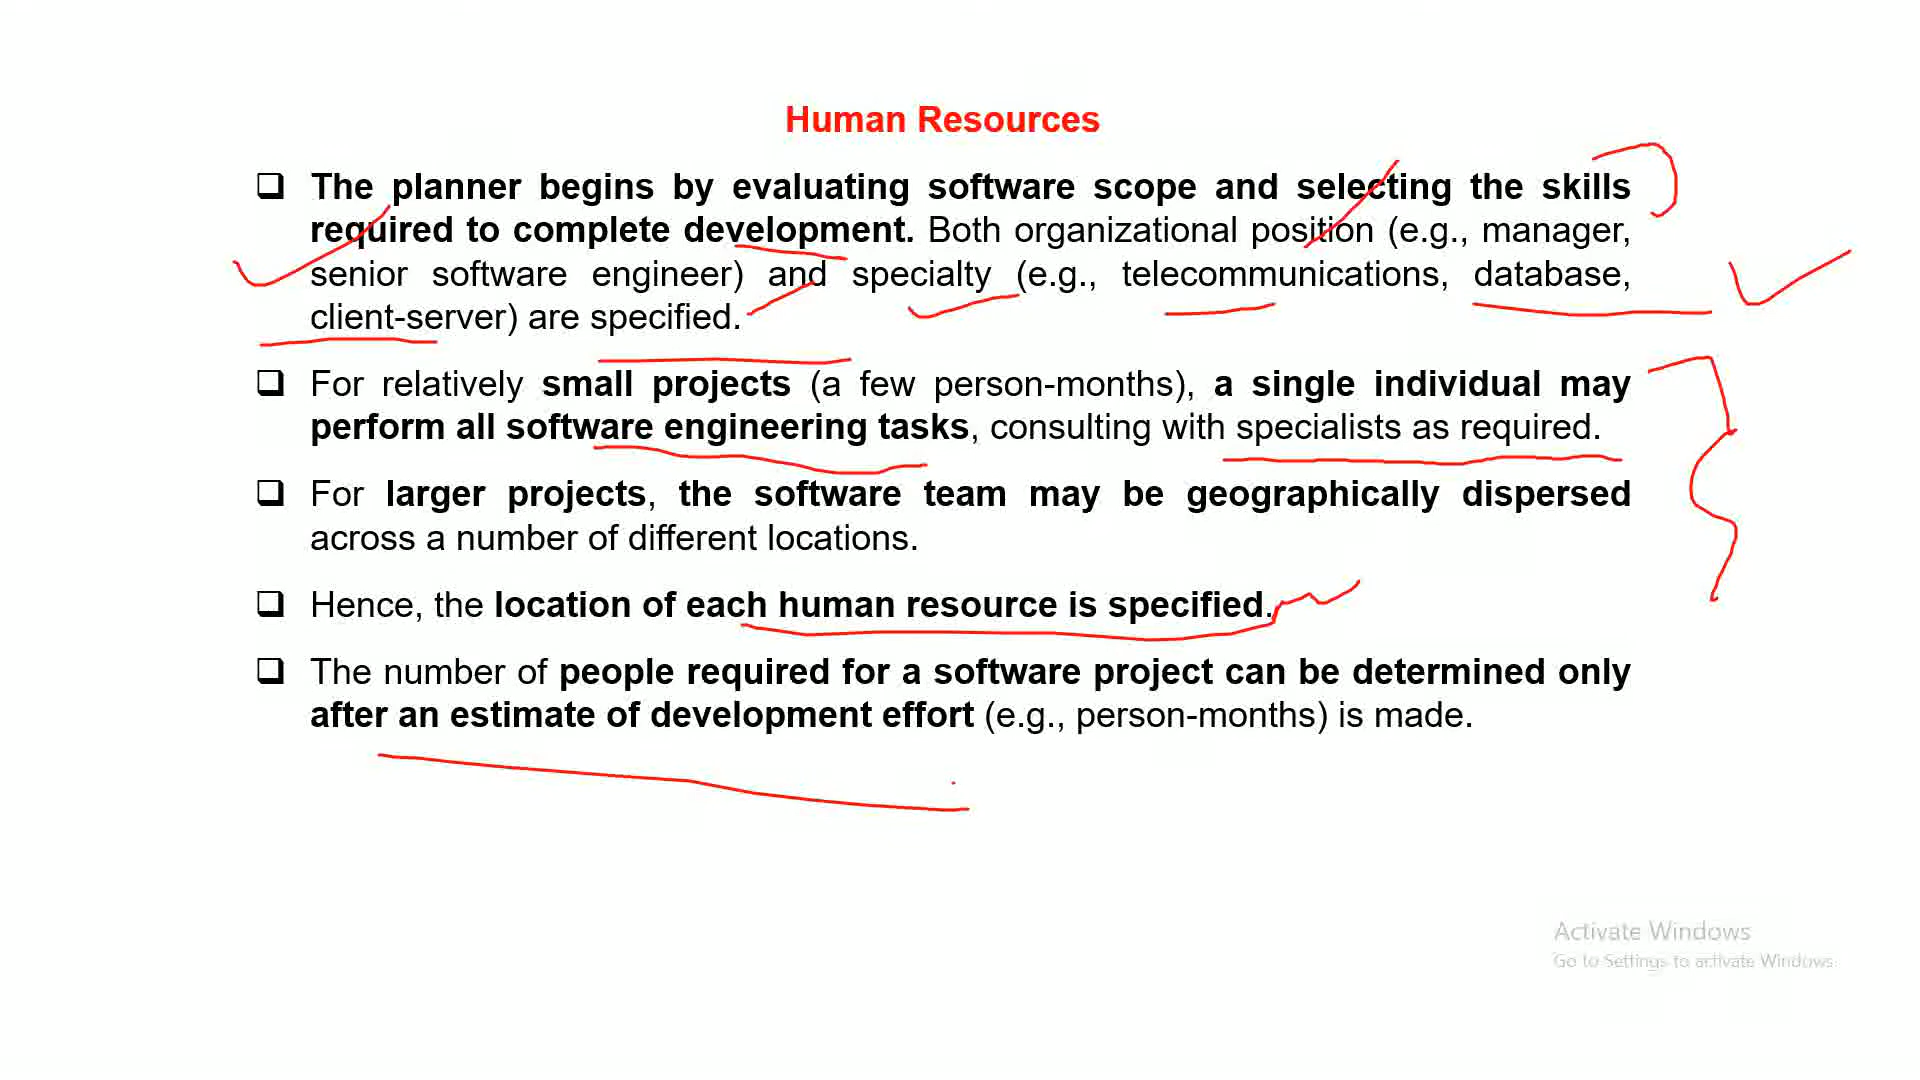 Human Resources
❑ The planner begins by evaluating software scope and selecting the skills
required to complete development. Both organizational position (e.g., manager,
senior software engineer) and specialty (e.g., telecommunications, database,
client-server) are specified.
❑ For relatively small projects (a few person-months), a single individual may
perform all software engineering tasks, consulting with specialists as required.
❑ For larger projects, the software team may be geographically dispersed
across a number of different locations.
❑ Hence, the location of each human resource is specified.
❑ The number of people required for a software project can be determined only
after an estimate of development effort (e.g., person-months) is made.
Activate Windows
Go to Settings to activate Windows.